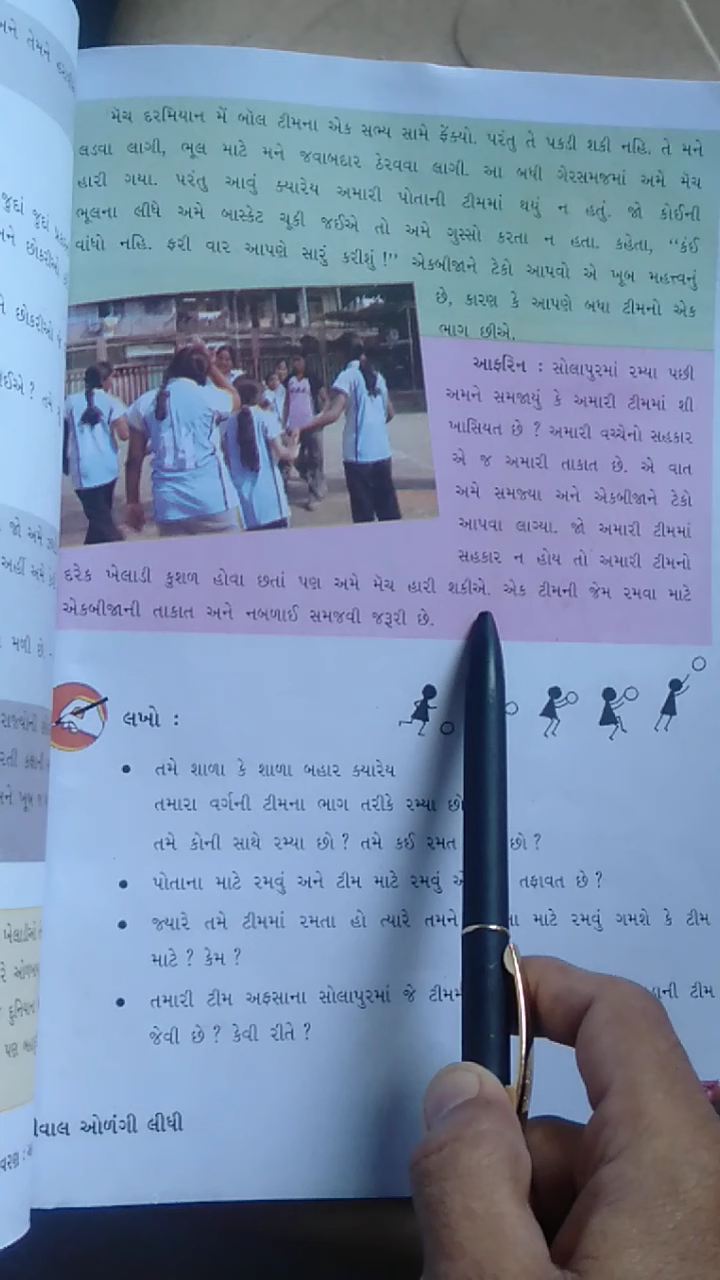 મૅચ દરમિયાન મેં બૉલ ટીમના એક સભ્ય સામે ફેંક્યો. પરંતુ તે પકડી શકી નહિ. તે મને
લડવા લાગી, ભૂલ માટે મને જવાબદાર ઠેરવવા લાગી. આ બધી ગેરસમજમાં અમે મૅચ
હારી ગયા. પરંતુ આવું ક્યારેય અમારી પોતાની ટીમમાં થયું ન હતું. જો કોઈની
ભૂલના લીધે અમે બાસ્કેટ ચૂકી જઈએ તો અમે ગુસ્સો કરતા ન હતા. કહેતા, “કંઈ
વાંધો નહિ. ફરી વાર આપણે સારું કરીશું !” એકબીજાને ટેકો આપવો એ ખૂબ મહત્ત્વનું
છે, કારણ કે આપણે બધા ટીમનો એક
ભાગ છીએ.
આફરિન : સોલાપુરમાં રમ્યા પછી
અમને સમજાયું કે અમારી ટીમમાં શી
ખાસિયત છે ? અમારી વચ્ચેનો સહકાર
એ જ અમારી તાકાત છે. એ વાત
અમે સમજ્યા અને એકબીજાને ટેકો
આપવા લાગ્યા. જો અમારી ટીમમાં
સહકાર ન હોય તો અમારી ટીમનો
દરેક ખેલાડી કુશળ હોવા છતાં પણ અમે મૅચ હારી શકીએ. એક ટીમની જેમ રમવા માટે
એકબીજાની તાકાત અને નબળાઈ સમજવી જરૂરી છે.
લખો :
• તમે શાળા કે શાળા બહાર ક્યારેય
તમારા વર્ગની ટીમના ભાગ તરીકે રમ્યા છો
તમે કોની સાથે રમ્યા છો ? તમે કઈ રમત છો ?
• પોતાના માટે રમવું અને ટીમ માટે રમવું તફાવત છે ?
• જ્યારે તમે ટીમમાં રમતા હો ત્યારે તમને માટે રમવું ગમશે કે ટીમ
માટે ? કેમ ?
• તમારી ટીમ અફસાના સોલાપુરમાં જે ટીમ
જેવી છે ? કેવી રીતે ?
ઓળંગી લીધી